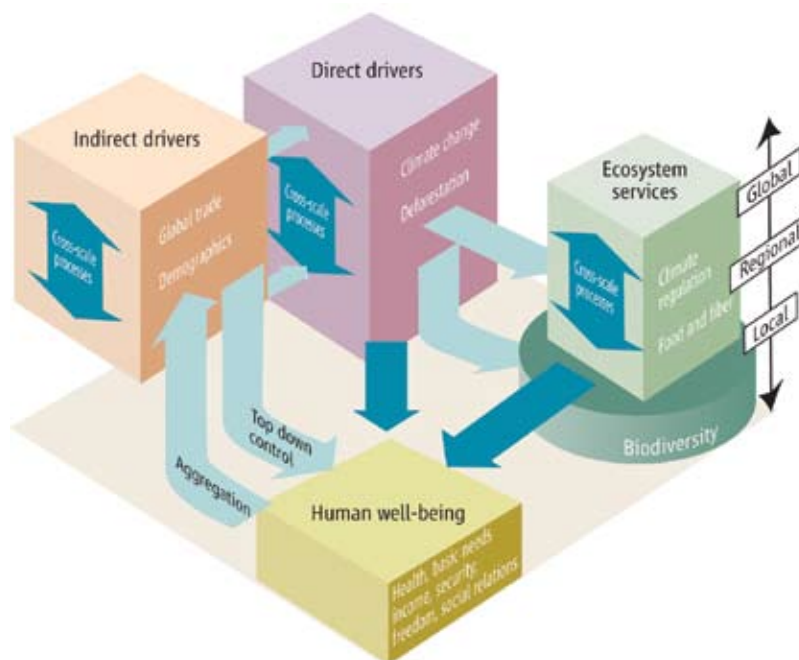 Direct drivers
Climate change
Deforestation
Cross-scale
processes
Indirect drivers
Global trade
Demographics
Cross-scale
processes
Ecosystem
services
Climate
regulation
Food and fiber
Cross-scale
processes
Global
Regional
Local
Biodiversity
Top down
control
Aggregation
Human well-being
Health, basic needs
income, security,
freedom, social relations